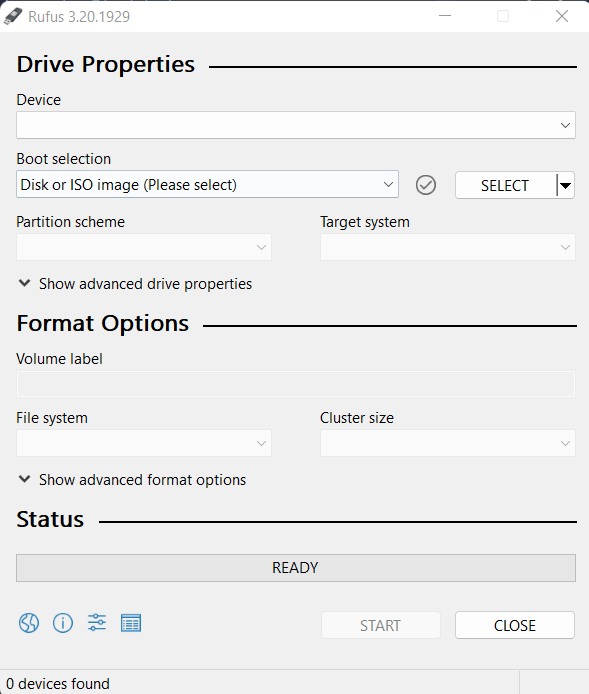 Rufus 3.20.1929
Drive Properties
Device
Boot selection
Disk or ISO image (Please select)
SELECT
Partition scheme
Target system
Show advanced drive properties
Format Options
Volume label
File system
Cluster size
Show advanced format options
Status
READY
START
CLOSE
0 devices found